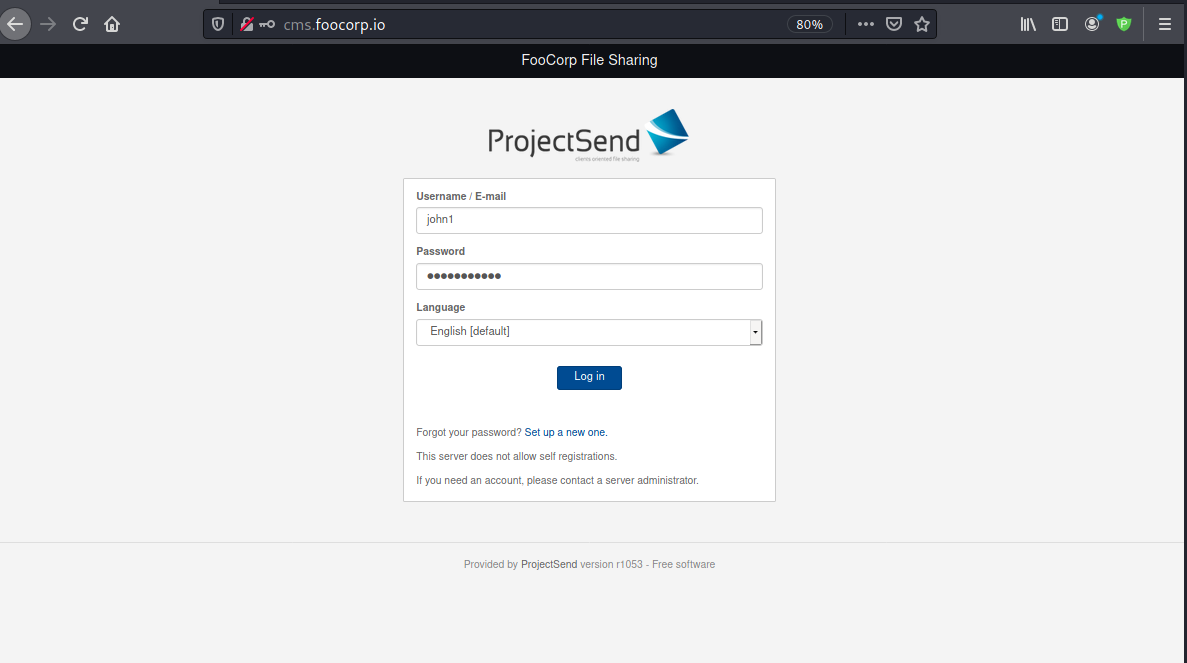 cms.foocorp.io
80%
FooCorp File Sharing
ProjectSend
clients oriented file sharing
Username / E-mail
john1
Password
●●●●●●●●●●●
Language
English [default]
Log in
Forgot your password? Set up a new one.
This server does not allow self registrations.
If you need an account, please contact a server administrator.
Provided by ProjectSend version r1053 - Free software